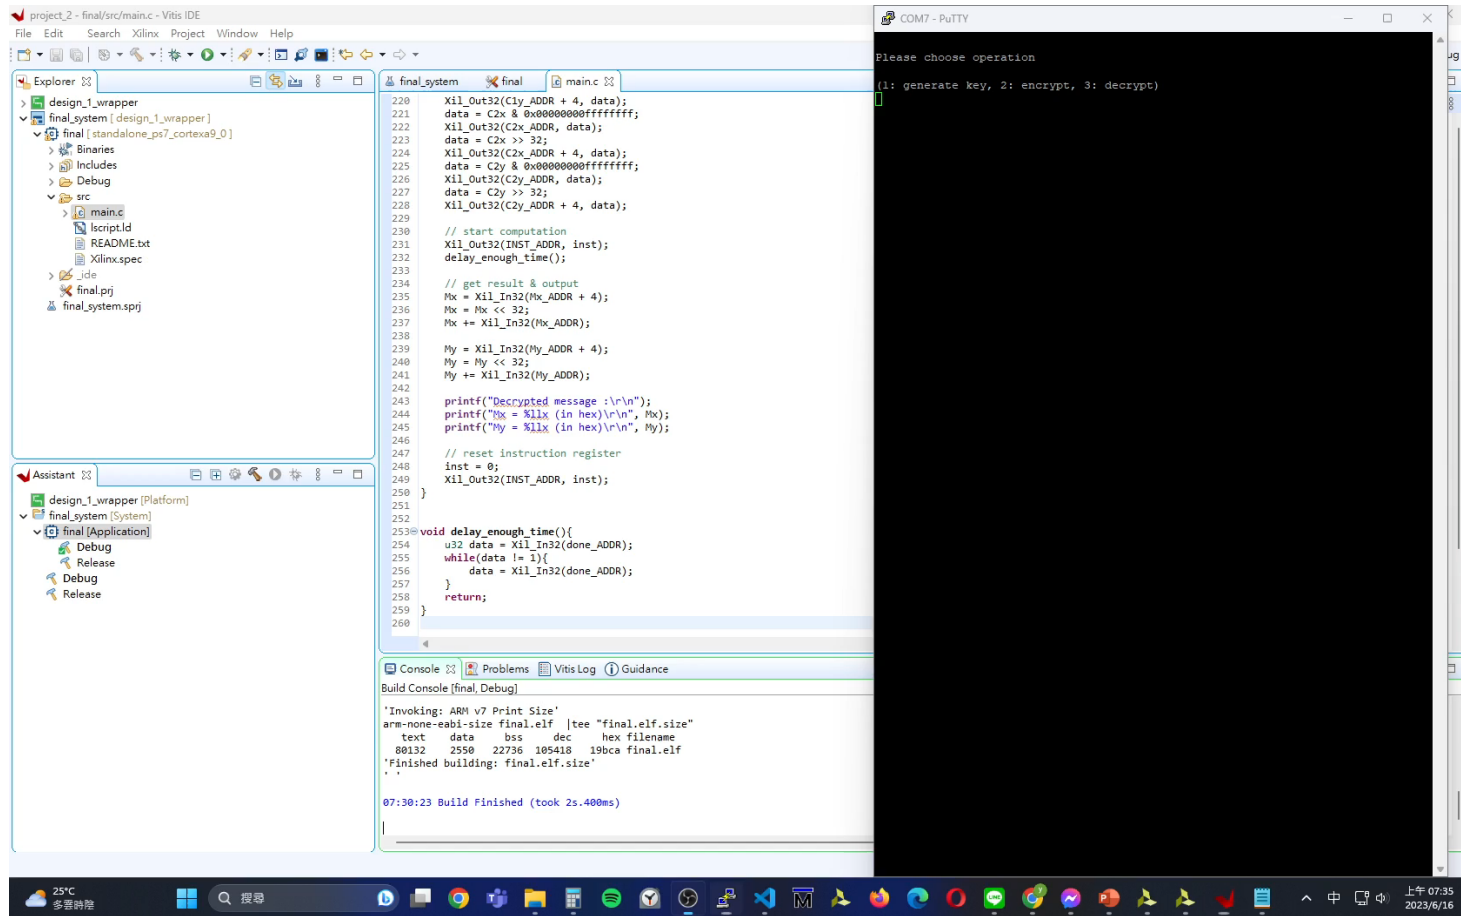 project_2 - final/src/main.c - Vitis IDE
File Edit Search Xilinx Project Window Help
Explorer
design_1_wrapper
final_system [ design_1_wrapper ]
final [ standalone_ps7_cortexa9_0 ]
Binaries
Includes
Debug
src
main.c
lscript.ld
README.txt
Xilinx.spec
_ide
final.prj
final_system.sprj
Assistant
design_1_wrapper [Platform]
final_system [System]
final [Application]
Debug
Release
Debug
Release
final_system final main.c
220 Xil_Out32(C1y_ADDR + 4, data);
221 data = C2x & 0x00000000ffffffff;
222 Xil_Out32(C2x_ADDR, data);
223 data = C2x >> 32;
224 Xil_Out32(C2x_ADDR + 4, data);
225 data = C2y & 0x00000000ffffffff;
226 Xil_Out32(C2y_ADDR, data);
227 data = C2y >> 32;
228 Xil_Out32(C2y_ADDR + 4, data);
229
230 // start computation
231 Xil_Out32(INST_ADDR, inst);
232 delay_enough_time();
233
234 // get result & output
235 Mx = Xil_In32(Mx_ADDR + 4);
236 Mx = Mx << 32;
237 Mx += Xil_In32(Mx_ADDR);
238
239 My = Xil_In32(My_ADDR + 4);
240 My = My << 32;
241 My += Xil_In32(My_ADDR);
242
243 printf("Decrypted message :\r\n");
244 printf("Mx = %llx (in hex)\r\n", Mx);
245 printf("My = %llx (in hex)\r\n", My);
246
247 // reset instruction register
248 inst = 0;
249 Xil_Out32(INST_ADDR, inst);
250 }
251
252
253 void delay_enough_time(){
254 u32 data = Xil_In32(done_ADDR);
255 while(data != 1){
256 data = Xil_In32(done_ADDR);
257 }
258 return;
259 }
260
Console Problems Vitis Log Guidance
Build Console [final, Debug]
'Invoking: ARM v7 Print Size'
arm-none-eabi-size final.elf |tee "final.elf.size"
text data bss dec hex filename
80132 2550 22736 105418 19bca final.elf
'Finished building: final.elf.size'
' '
07:30:23 Build Finished (took 2s.400ms)
COM7 - PuTTY
Please choose operation
(1: generate key, 2: encrypt, 3: decrypt)
ug
25°C
多雲時陰
搜尋
中
上午 07:35
2023/6/16